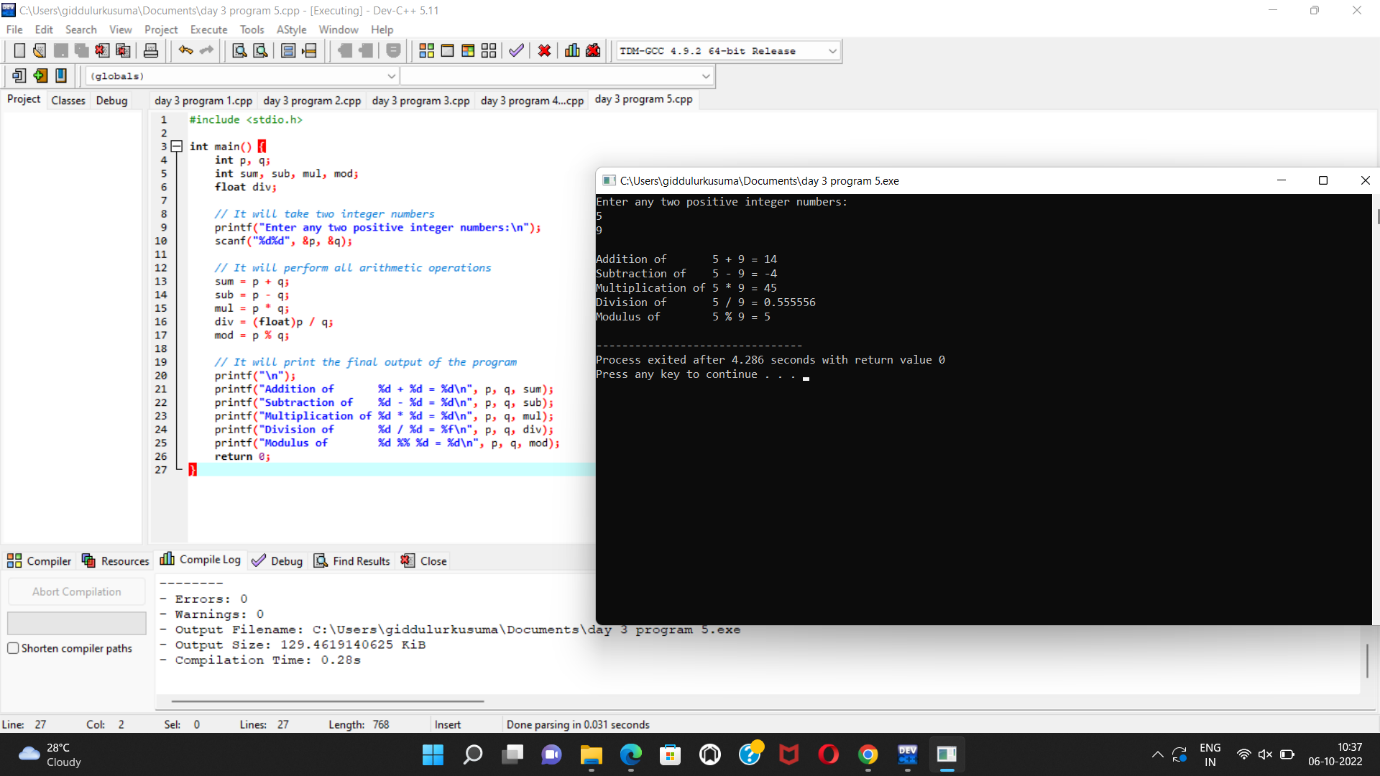 C:\Users\giddulurkusuma\Documents\day 3 program 5.cpp - [Executing] - Dev-C++ 5.11
File Edit Search View Project Execute Tools AStyle Window Help
TDM-GCC 4.9.2 64-bit Release
(globals)
Project Classes Debug day 3 program 1.cpp day 3 program 2.cpp day 3 program 3.cpp day 3 program 4...cpp day 3 program 5.cpp
1 #include <stdio.h>
2
3 int main() {
4 int p, q;
5 int sum, sub, mul, mod;
6 float div;
7
8 // It will take two integer numbers
9 printf("Enter any two positive integer numbers:\n");
10 scanf("%d%d", &p, &q);
11
12 // It will perform all arithmetic operations
13 sum = p + q;
14 sub = p - q;
15 mul = p * q;
16 div = (float)p / q;
17 mod = p % q;
18
19 // It will print the final output of the program
20 printf("\n");
21 printf("Addition of       %d + %d = %d\n", p, q, sum);
22 printf("Subtraction of    %d - %d = %d\n", p, q, sub);
23 printf("Multiplication of %d * %d = %d\n", p, q, mul);
24 printf("Division of       %d / %d = %f\n", p, q, div);
25 printf("Modulus of        %d %% %d = %d\n", p, q, mod);
26 return 0;
27 }
C:\Users\giddulurkusuma\Documents\day 3 program 5.exe
Enter any two positive integer numbers:
5
9
Addition of       5 + 9 = 14
Subtraction of    5 - 9 = -4
Multiplication of 5 * 9 = 45
Division of       5 / 9 = 0.555556
Modulus of        5 % 9 = 5
--------------------------------
Process exited after 4.286 seconds with return value 0
Press any key to continue . . .
Compiler Resources Compile Log Debug Find Results Close
Abort Compilation
Shorten compiler paths
--------
- Errors: 0
- Warnings: 0
- Output Filename: C:\Users\giddulurkusuma\Documents\day 3 program 5.exe
- Output Size: 129.4619140625 KiB
- Compilation Time: 0.28s
Line: 27 Col: 2 Sel: 0 Lines: 27 Length: 768 Insert Done parsing in 0.031 seconds
28°C
Cloudy
DEV
ENG
IN
10:37
06-10-2022